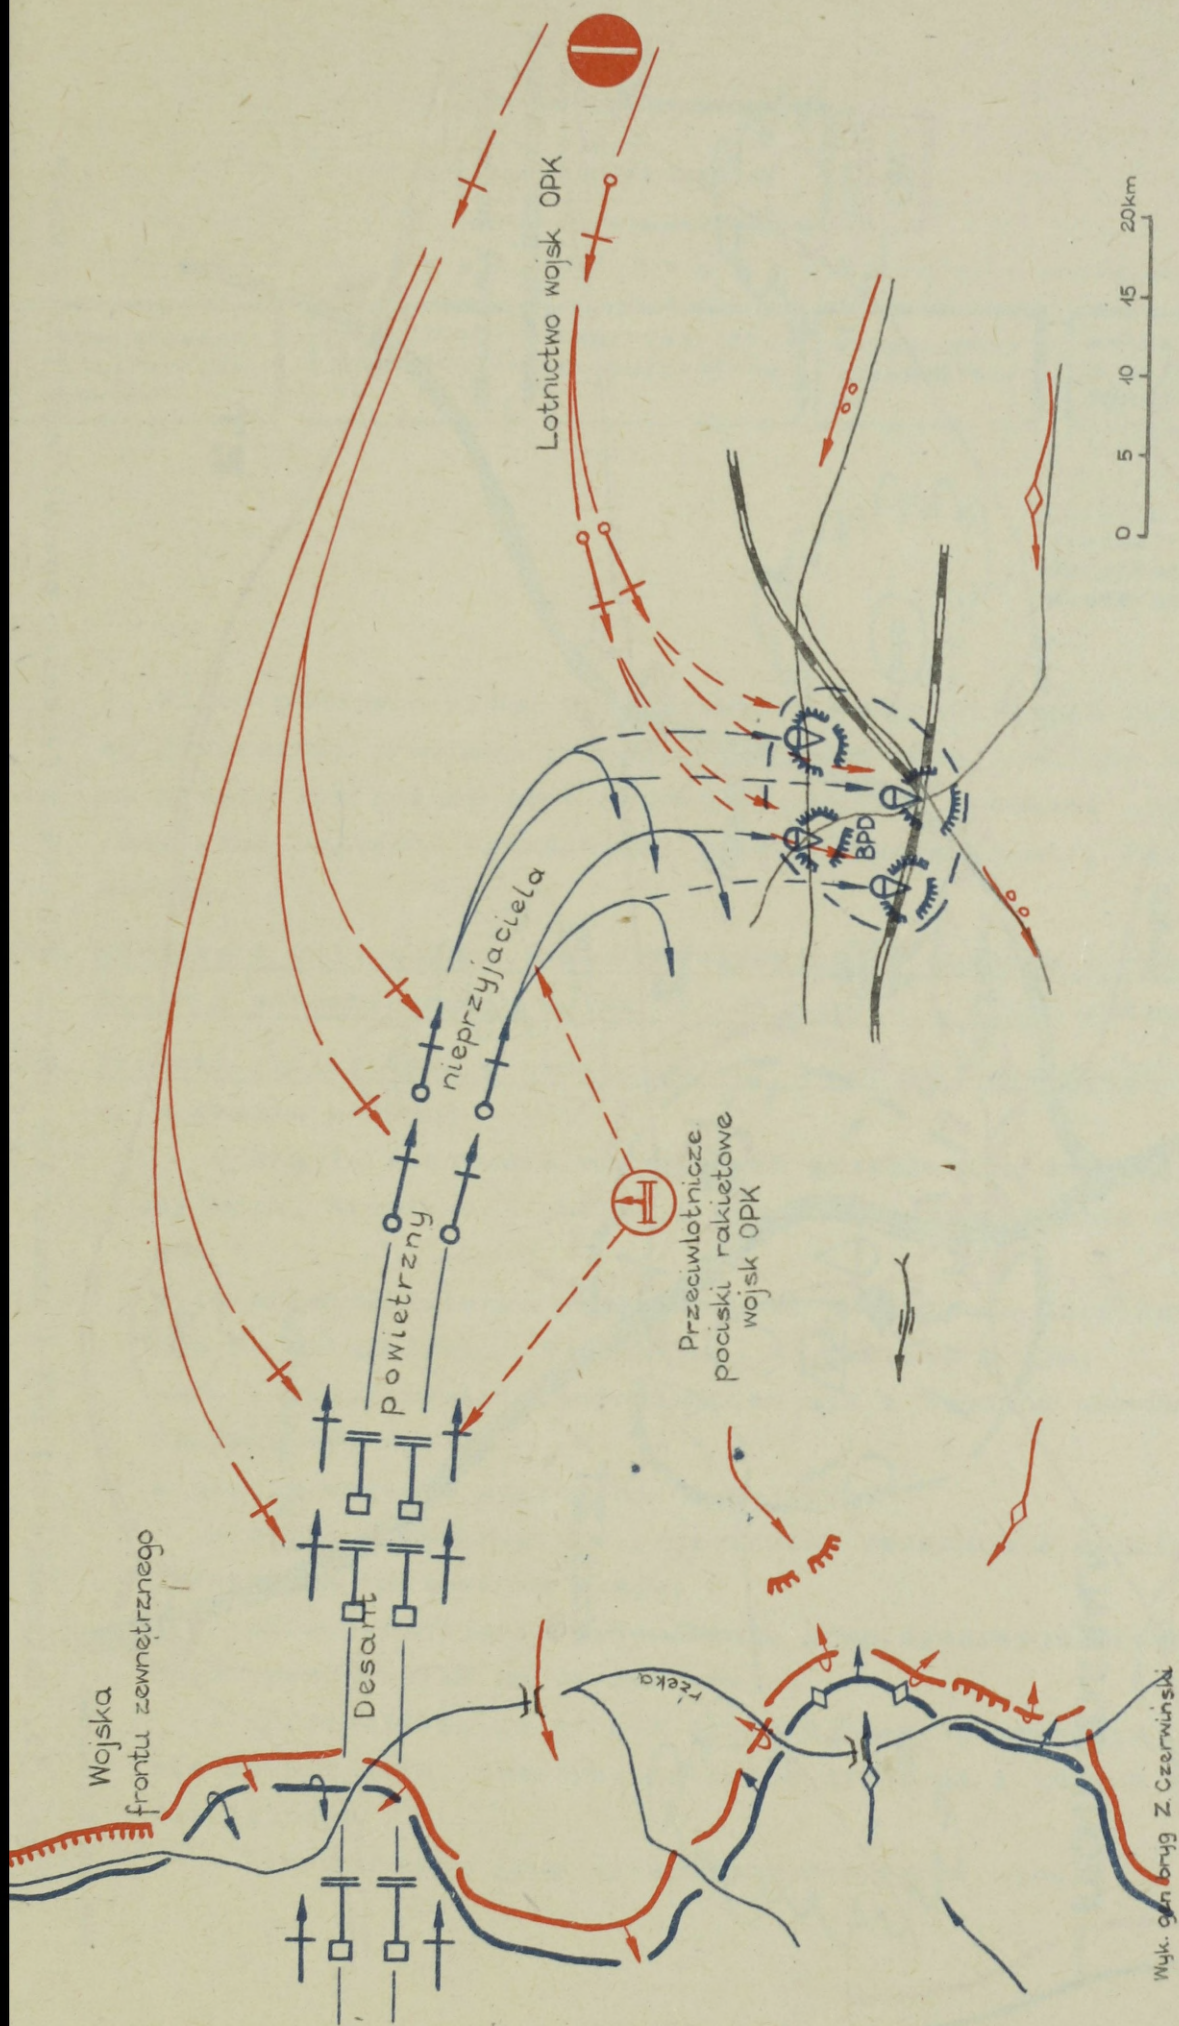 Wojska
frontu zewnętrznego
Desant powietrzny nieprzyjaciela
Lotnictwo wojsk OPK
Przeciwlotnicze
pociski rakietowe
wojsk OPK
BPD
rzeka
0 5 10 15 20km
Wyk. gen bryg Z. Czerwiński